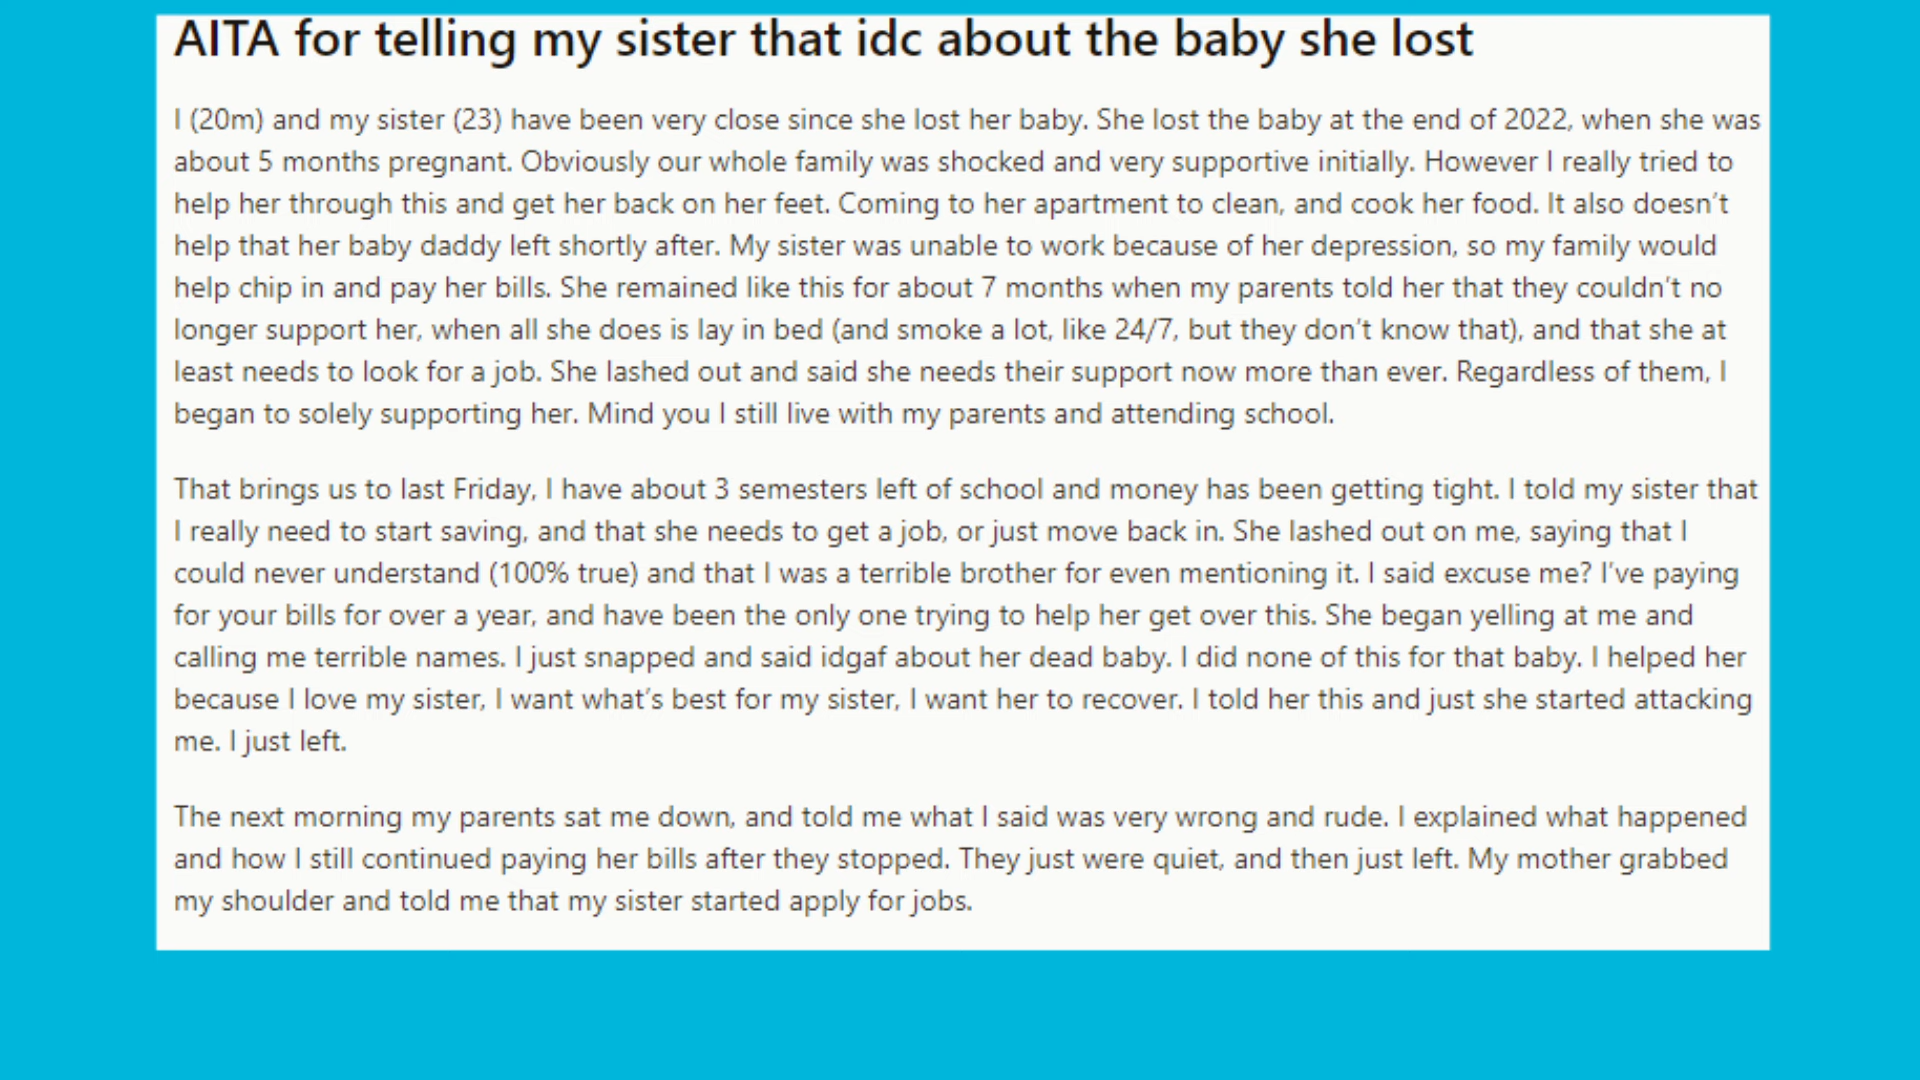 AITA for telling my sister that idc about the baby she lost
I (20m) and my sister (23) have been very close since she lost her baby. She lost the baby at the end of 2022, when she was
about 5 months pregnant. Obviously our whole family was shocked and very supportive initially. However I really tried to
help her through this and get her back on her feet. Coming to her apartment to clean, and cook her food. It also doesn’t
help that her baby daddy left shortly after. My sister was unable to work because of her depression, so my family would
help chip in and pay her bills. She remained like this for about 7 months when my parents told her that they couldn’t no
longer support her, when all she does is lay in bed (and smoke a lot, like 24/7, but they don’t know that), and that she at
least needs to look for a job. She lashed out and said she needs their support now more than ever. Regardless of them, I
began to solely supporting her. Mind you I still live with my parents and attending school.
That brings us to last Friday, I have about 3 semesters left of school and money has been getting tight. I told my sister that
I really need to start saving, and that she needs to get a job, or just move back in. She lashed out on me, saying that I
could never understand (100% true) and that I was a terrible brother for even mentioning it. I said excuse me? I’ve paying
for your bills for over a year, and have been the only one trying to help her get over this. She began yelling at me and
calling me terrible names. I just snapped and said idgaf about her dead baby. I did none of this for that baby. I helped her
because I love my sister, I want what’s best for my sister, I want her to recover. I told her this and just she started attacking
me. I just left.
The next morning my parents sat me down, and told me what I said was very wrong and rude. I explained what happened
and how I still continued paying her bills after they stopped. They just were quiet, and then just left. My mother grabbed
my shoulder and told me that my sister started apply for jobs.